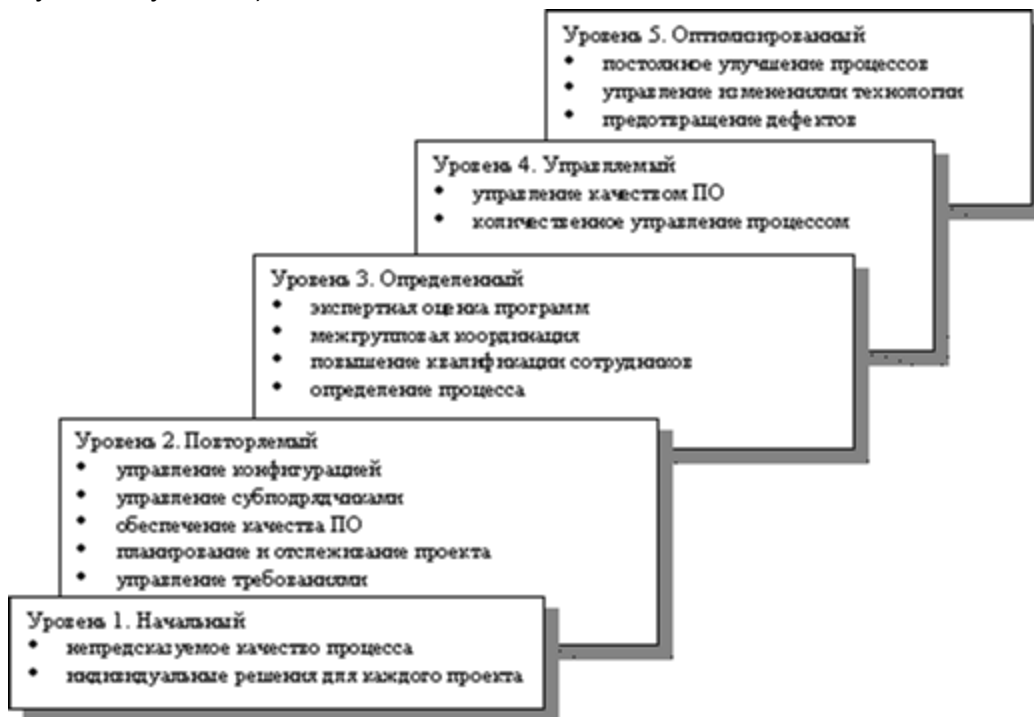 Уровень 5. Оптимизированный
• постоянное улучшение процессов
• управление изменениями технологии
• предотвращение дефектов
Уровень 4. Управляемый
• управление качеством ПО
• количественное управление процессом
Уровень 3. Определенный
• экспертная оценка программ
• межгрупповая координация
• повышение квалификации сотрудников
• определение процесса
Уровень 2. Повторяемый
• управление конфигурацией
• управление субподрядчиками
• обеспечение качества ПО
• планирование и отслеживание проекта
• управление требованиями
Уровень 1. Начальный
• непредсказуемое качество процесса
• индивидуальные решения для каждого проекта